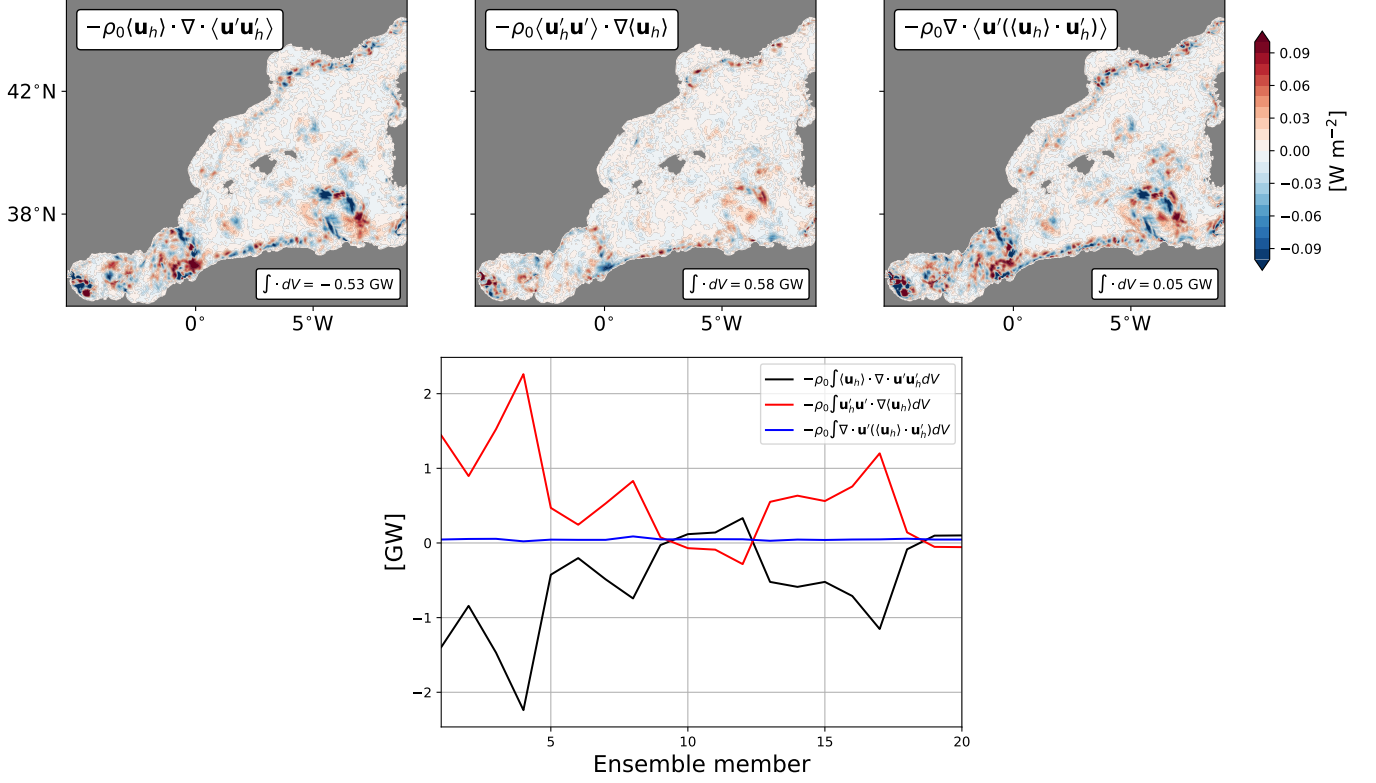 −ρ₀⟨𝐮ₕ⟩ · ∇ · ⟨𝐮′𝐮′ₕ⟩
−ρ₀⟨𝐮′ₕ𝐮′⟩ · ∇⟨𝐮ₕ⟩
−ρ₀∇ · ⟨𝐮′(⟨𝐮ₕ⟩ · 𝐮′ₕ)⟩
42°N
38°N
∫ · dV = −0.53 GW
∫ · dV = 0.58 GW
∫ · dV = 0.05 GW
0°
5°W
0°
5°W
0°
5°W
0.09
0.06
0.03
0.00
−0.03
−0.06
−0.09
[W m⁻²]
−ρ₀∫⟨𝐮ₕ⟩ · ∇ · 𝐮′𝐮′ₕdV
−ρ₀∫𝐮′ₕ𝐮′ · ∇⟨𝐮ₕ⟩dV
−ρ₀∫∇ · 𝐮′(⟨𝐮ₕ⟩ · 𝐮′ₕ)dV
2
1
0
−1
−2
[GW]
5
10
15
20
Ensemble member